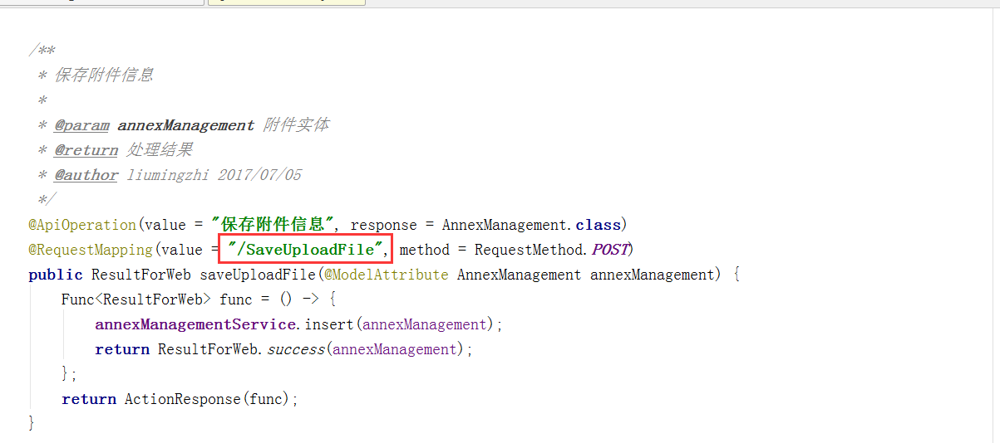 /**
 * 保存附件信息
 *
 * @param annexManagement 附件实体
 * @return 处理结果
 * @author liumingzhi 2017/07/05
 */
@ApiOperation(value = "保存附件信息", response = AnnexManagement.class)
@RequestMapping(value = "/SaveUploadFile", method = RequestMethod.POST)
public ResultForWeb saveUploadFile(@ModelAttribute AnnexManagement annexManagement) {
    Func<ResultForWeb> func = () -> {
        annexManagementService.insert(annexManagement);
        return ResultForWeb.success(annexManagement);
    };
    return ActionResponse(func);
}